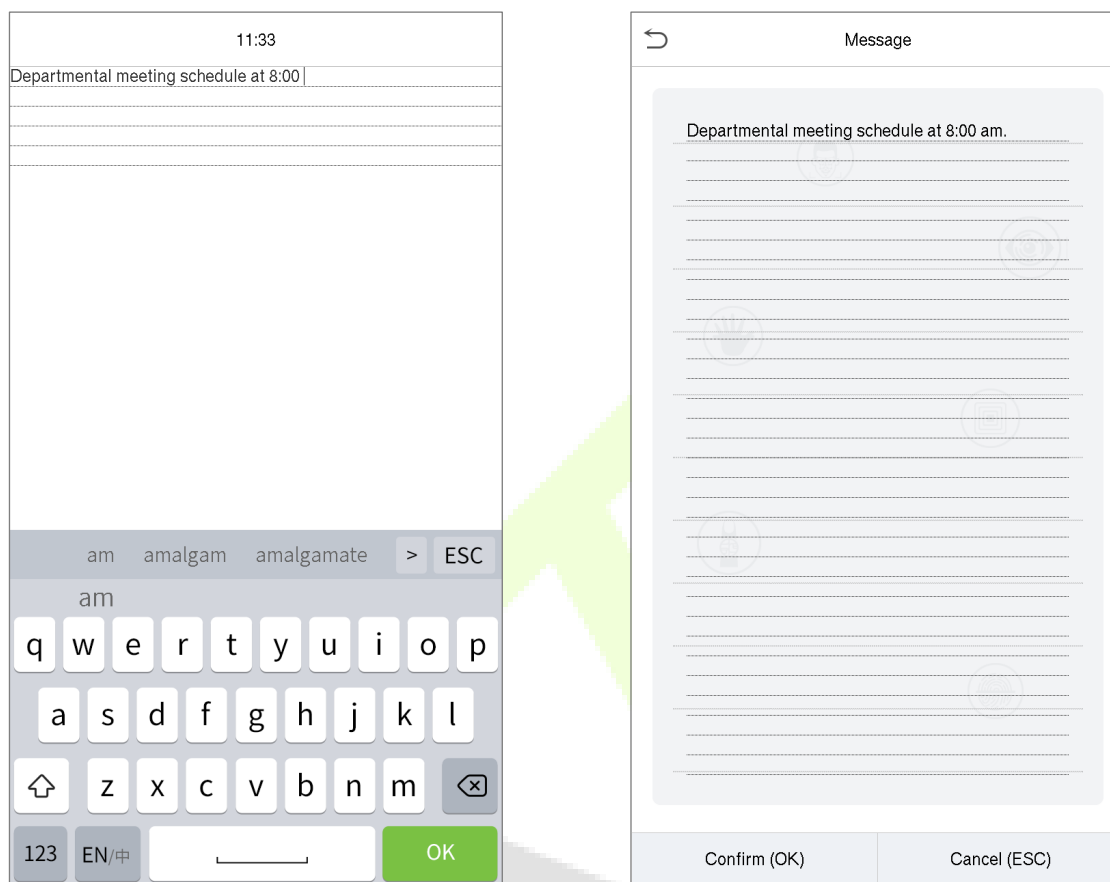 11:33
Departmental meeting schedule at 8:00
am amalgam amalgamate > ESC
am
q w e r t y u i o p
a s d f g h j k l
z x c v b n m
123 EN/中 OK
Message
Departmental meeting schedule at 8:00 am.
Confirm (OK) Cancel (ESC)